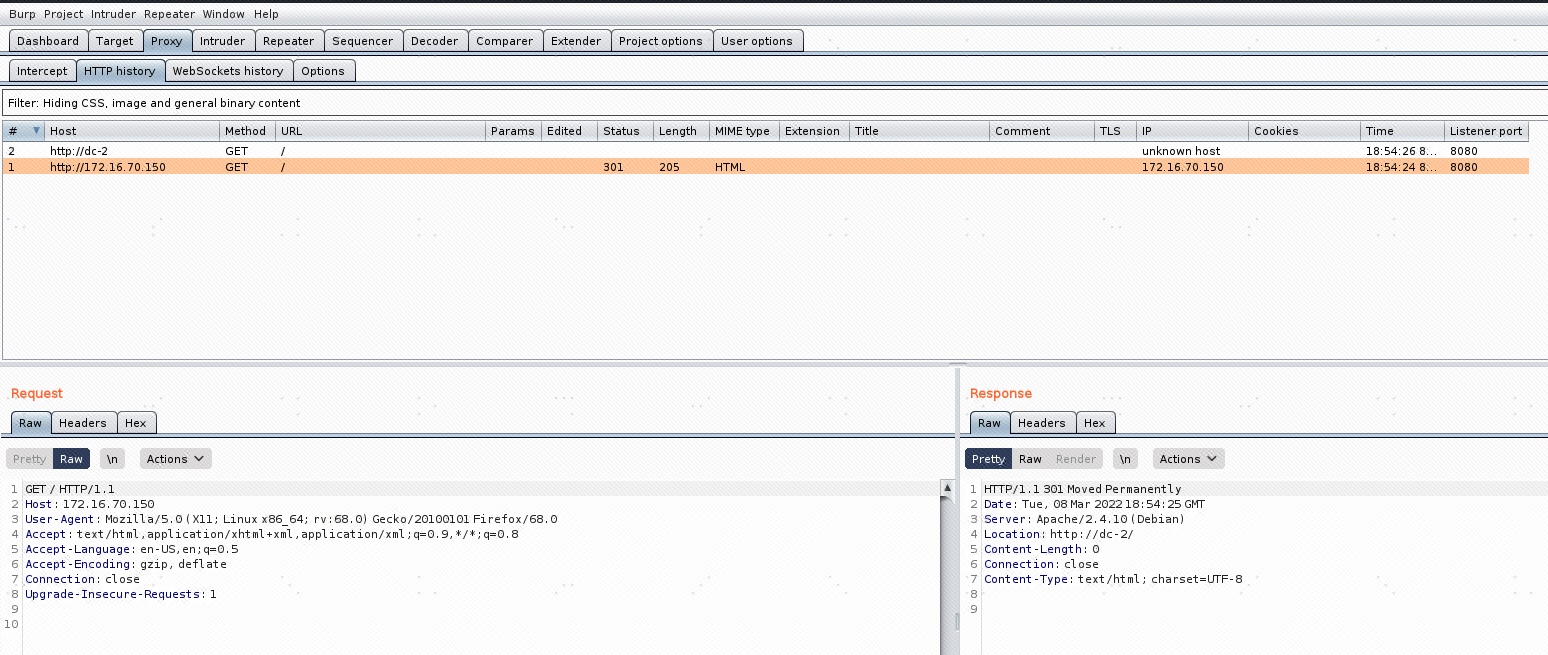 Burp Project Intruder Repeater Window Help
Dashboard Target Proxy Intruder Repeater Sequencer Decoder Comparer Extender Project options User options
Intercept HTTP history WebSockets history Options
Filter: Hiding CSS, image and general binary content
# ▼ Host Method URL Params Edited Status Length MIME type Extension Title Comment TLS IP Cookies Time Listener port
2 http://dc-2 GET / unknown host 18:54:26 8... 8080
1 http://172.16.70.150 GET / 301 205 HTML 172.16.70.150 18:54:24 8... 8080
Request
Raw Headers Hex
Pretty Raw \n Actions
1 GET / HTTP/1.1
2 Host: 172.16.70.150
3 User-Agent: Mozilla/5.0 (X11; Linux x86_64; rv:68.0) Gecko/20100101 Firefox/68.0
4 Accept: text/html,application/xhtml+xml,application/xml;q=0.9,*/*;q=0.8
5 Accept-Language: en-US,en;q=0.5
6 Accept-Encoding: gzip, deflate
7 Connection: close
8 Upgrade-Insecure-Requests: 1
9
10
Response
Raw Headers Hex
Pretty Raw Render \n Actions
1 HTTP/1.1 301 Moved Permanently
2 Date: Tue, 08 Mar 2022 18:54:25 GMT
3 Server: Apache/2.4.10 (Debian)
4 Location: http://dc-2/
5 Content-Length: 0
6 Connection: close
7 Content-Type: text/html; charset=UTF-8
8
9